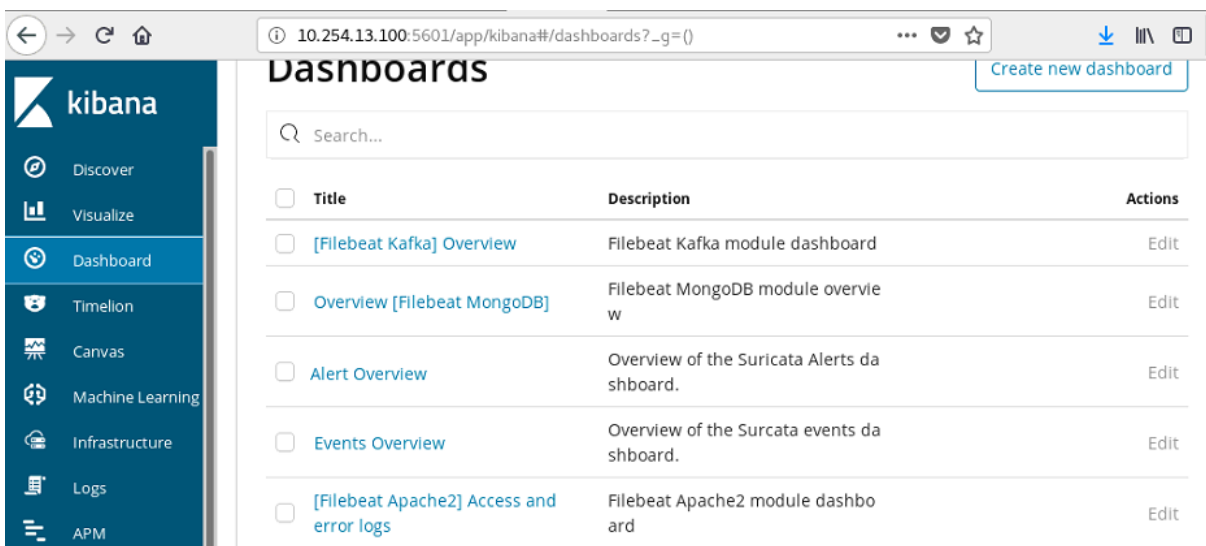 10.254.13.100:5601/app/kibana#/dashboards?_g=()
Dashboards
Create new dashboard
kibana
Search...
Discover
Visualize
Dashboard
Timelion
Canvas
Machine Learning
Infrastructure
Logs
APM
Title Description Actions
[Filebeat Kafka] Overview Filebeat Kafka module dashboard Edit
Overview [Filebeat MongoDB] Filebeat MongoDB module overvie
w Edit
Alert Overview Overview of the Suricata Alerts da
shboard. Edit
Events Overview Overview of the Surcata events da
shboard. Edit
[Filebeat Apache2] Access and
error logs
Filebeat Apache2 module dashbo
ard Edit